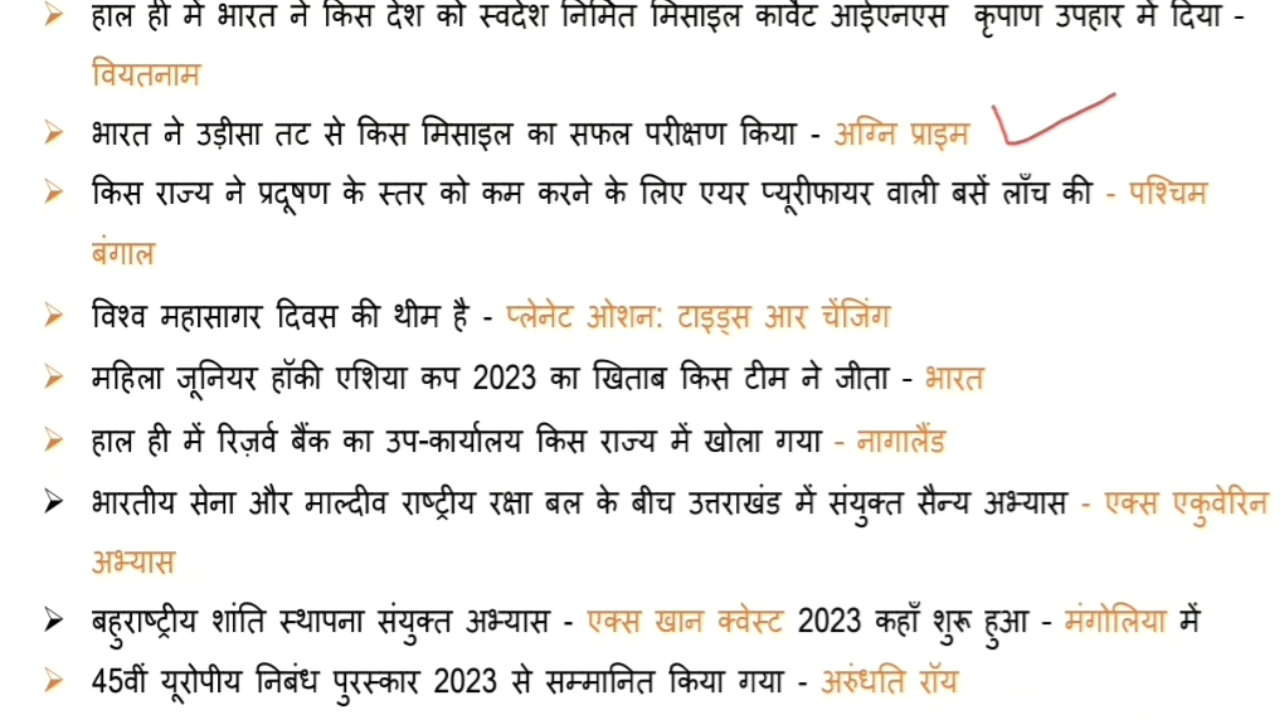 हाल ही में भारत ने किस देश को स्वदेश निर्मित मिसाइल कार्वेट आईएनएस कृपाण उपहार में दिया -
वियतनाम
भारत ने उड़ीसा तट से किस मिसाइल का सफल परीक्षण किया - अग्नि प्राइम
किस राज्य ने प्रदूषण के स्तर को कम करने के लिए एयर प्यूरीफायर वाली बसें लॉंच की - पश्चिम
बंगाल
विश्व महासागर दिवस की थीम है - प्लेनेट ओशन: टाइड्स आर चेंजिंग
महिला जूनियर हॉकी एशिया कप 2023 का खिताब किस टीम ने जीता - भारत
हाल ही में रिज़र्व बैंक का उप-कार्यालय किस राज्य में खोला गया - नागालैंड
भारतीय सेना और माल्दीव राष्ट्रीय रक्षा बल के बीच उत्तराखंड में संयुक्त सैन्य अभ्यास - एक्स एकुवेरिन
अभ्यास
बहुराष्ट्रीय शांति स्थापना संयुक्त अभ्यास - एक्स खान क्वेस्ट 2023 कहाँ शुरू हुआ - मंगोलिया में
45वीं यूरोपीय निबंध पुरस्कार 2023 से सम्मानित किया गया - अरुंधति रॉय